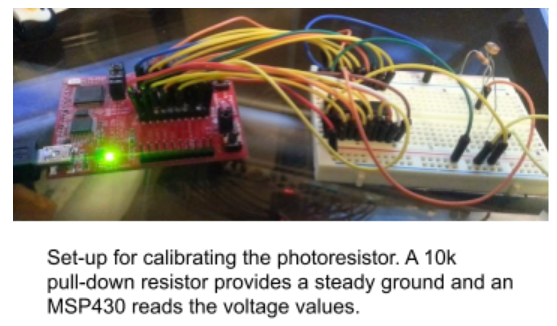 Set-up for calibrating the photoresistor. A 10k
pull-down resistor provides a steady ground and an
MSP430 reads the voltage values.